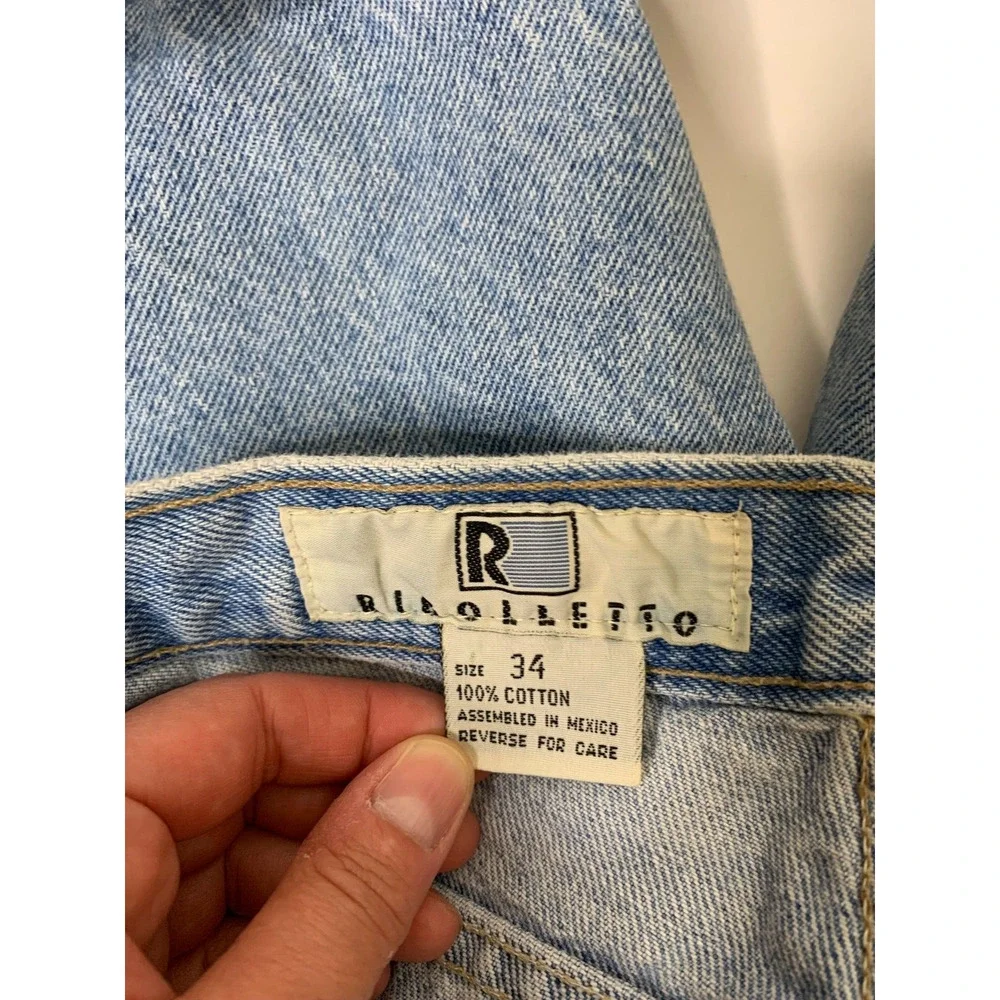 R
RIGOLLETTO
SIZE 34
100% COTTON
ASSEMBLED IN MEXICO
REVERSE FOR CARE